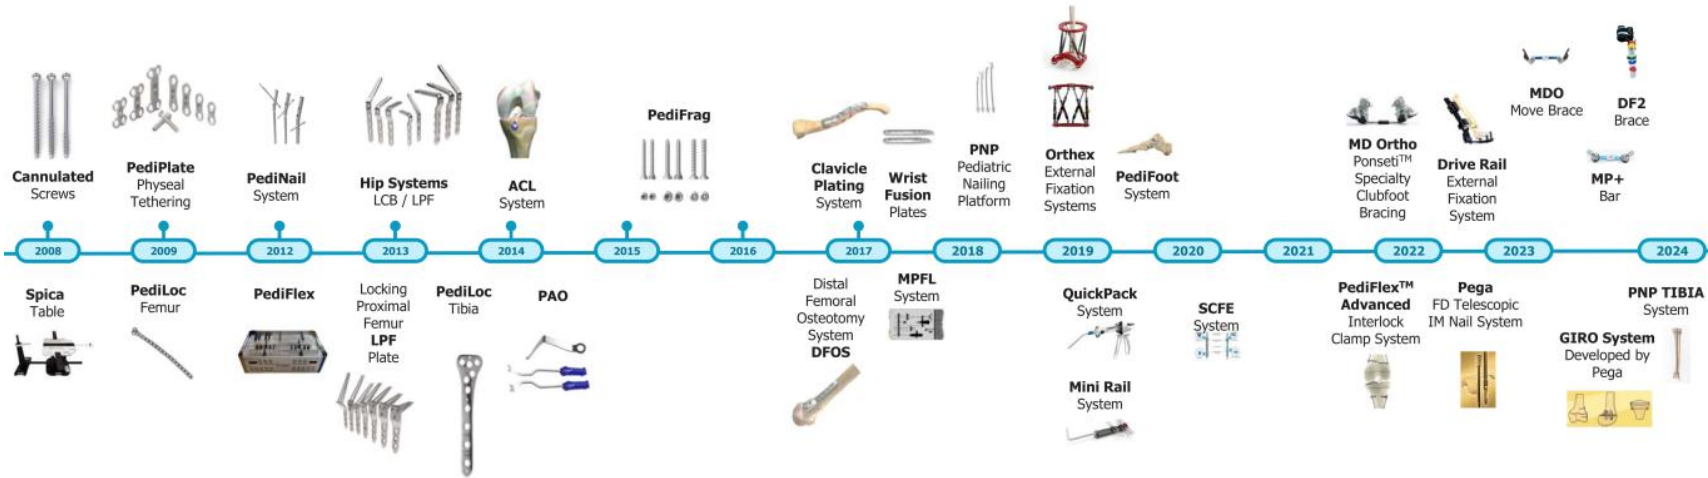 Cannulated
Screws
PediPlate
Physeal
Tethering
PediNail
System
Hip Systems
LCB / LPF
ACL
System
PediFrag
Clavicle
Plating
System
Wrist
Fusion
Plates
PNP
Pediatric
Nailing
Platform
Orthex
External
Fixation
Systems
PediFoot
System
MD Ortho
Ponseti™
Specialty
Clubfoot
Bracing
Drive Rail
External
Fixation
System
MDO
Move Brace
DF2
Brace
MP+
Bar
2008
2009
2012
2013
2014
2015
2016
2017
2018
2019
2020
2021
2022
2023
2024
Spica
Table
PediLoc
Femur
PediFlex
Locking
Proximal
Femur
LPF
Plate
PediLoc
Tibia
PAO
Distal
Femoral
Osteotomy
System
DFOS
MPFL
System
QuickPack
System
Mini Rail
System
SCFE
System
PediFlex™
Advanced
Interlock
Clamp System
Pega
FD Telescopic
IM Nail System
GIRO System
Developed by
Pega
PNP TIBIA
System